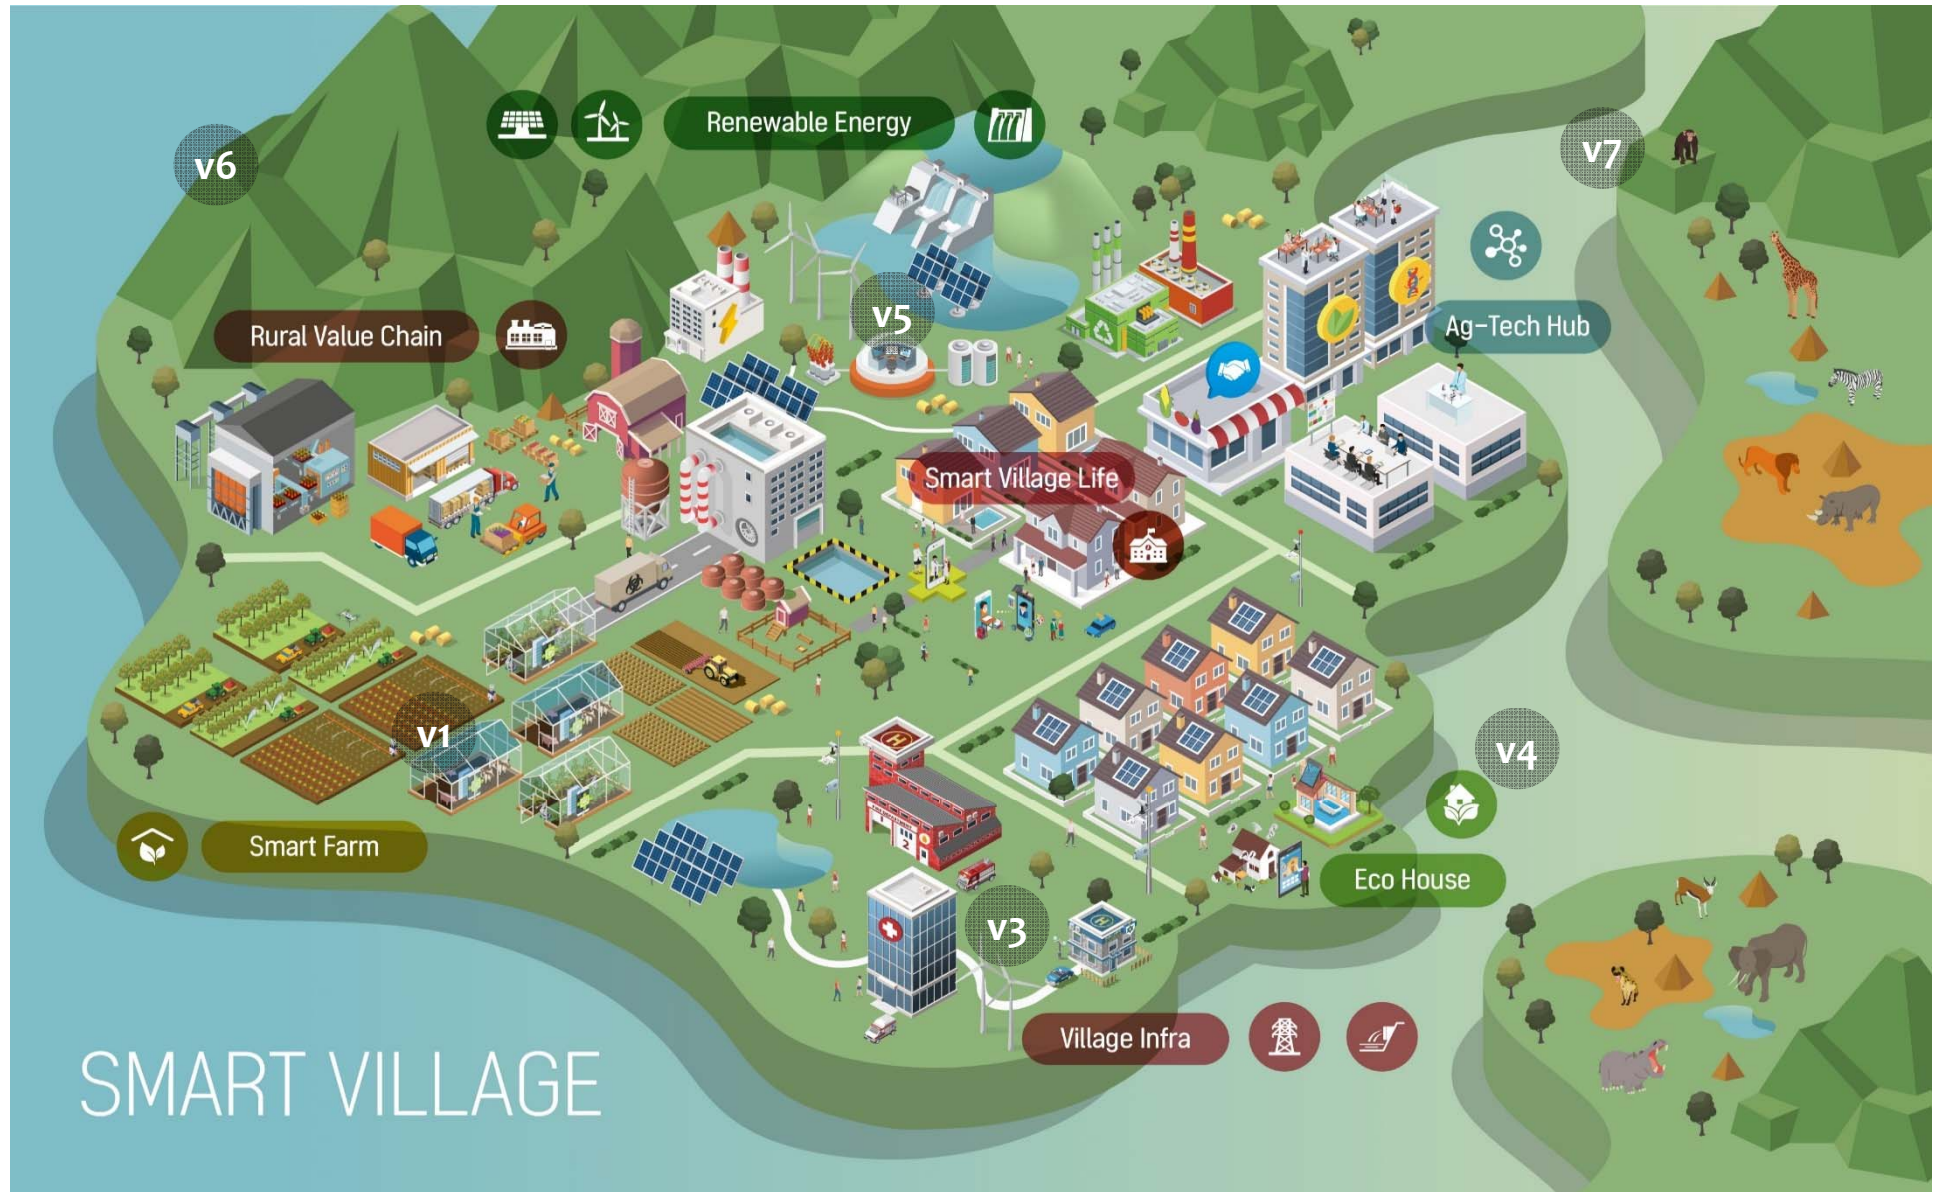 Renewable Energy
v6
v7
Rural Value Chain
v5
Ag-Tech Hub
Smart Village Life
H
v1
v4
Smart Farm
2
Eco House
v3
H
Village Infra
SMART VILLAGE